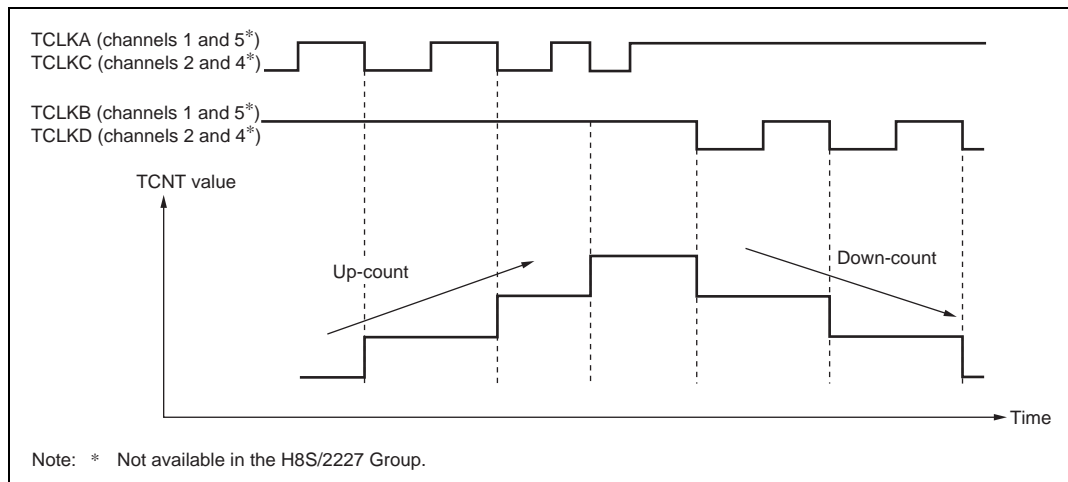 TCLKA (channels 1 and 5*)
TCLKC (channels 2 and 4*)
TCLKB (channels 1 and 5*)
TCLKD (channels 2 and 4*)
TCNT value
Up-count
Down-count
Time
Note: * Not available in the H8S/2227 Group.